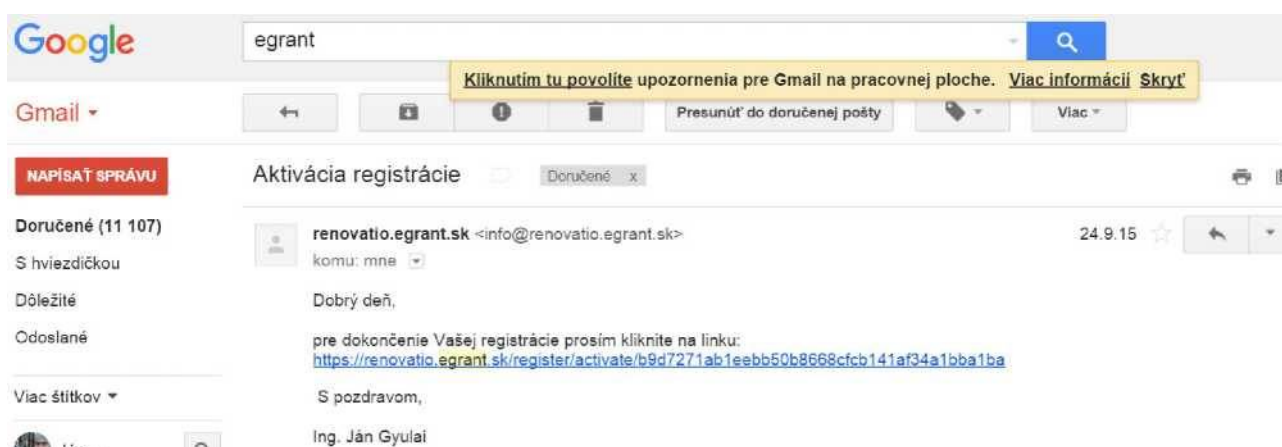 Google
egrant
Kliknutím tu povolíte upozornenia pre Gmail na pracovnej ploche. Viac informácií Skryť
Gmail
Presunúť do doručenej pošty
Viac
NAPÍSAŤ SPRÁVU
Aktivácia registrácie
Doručené x
Doručené (11 107)
S hviezdičkou
Dôležité
Odoslané
Viac štítkov
renovatio.egrant.sk <info@renovatio.egrant.sk>
24.9.15
komu: mne
Dobrý deň,
pre dokončenie Vašej registrácie prosím kliknite na linku:
https://renovatio.egrant.sk/register/activate/b9d7271ab1eebb50b8668cfcb141af34a1bba1ba
S pozdravom,
Ing. Ján Gyulai